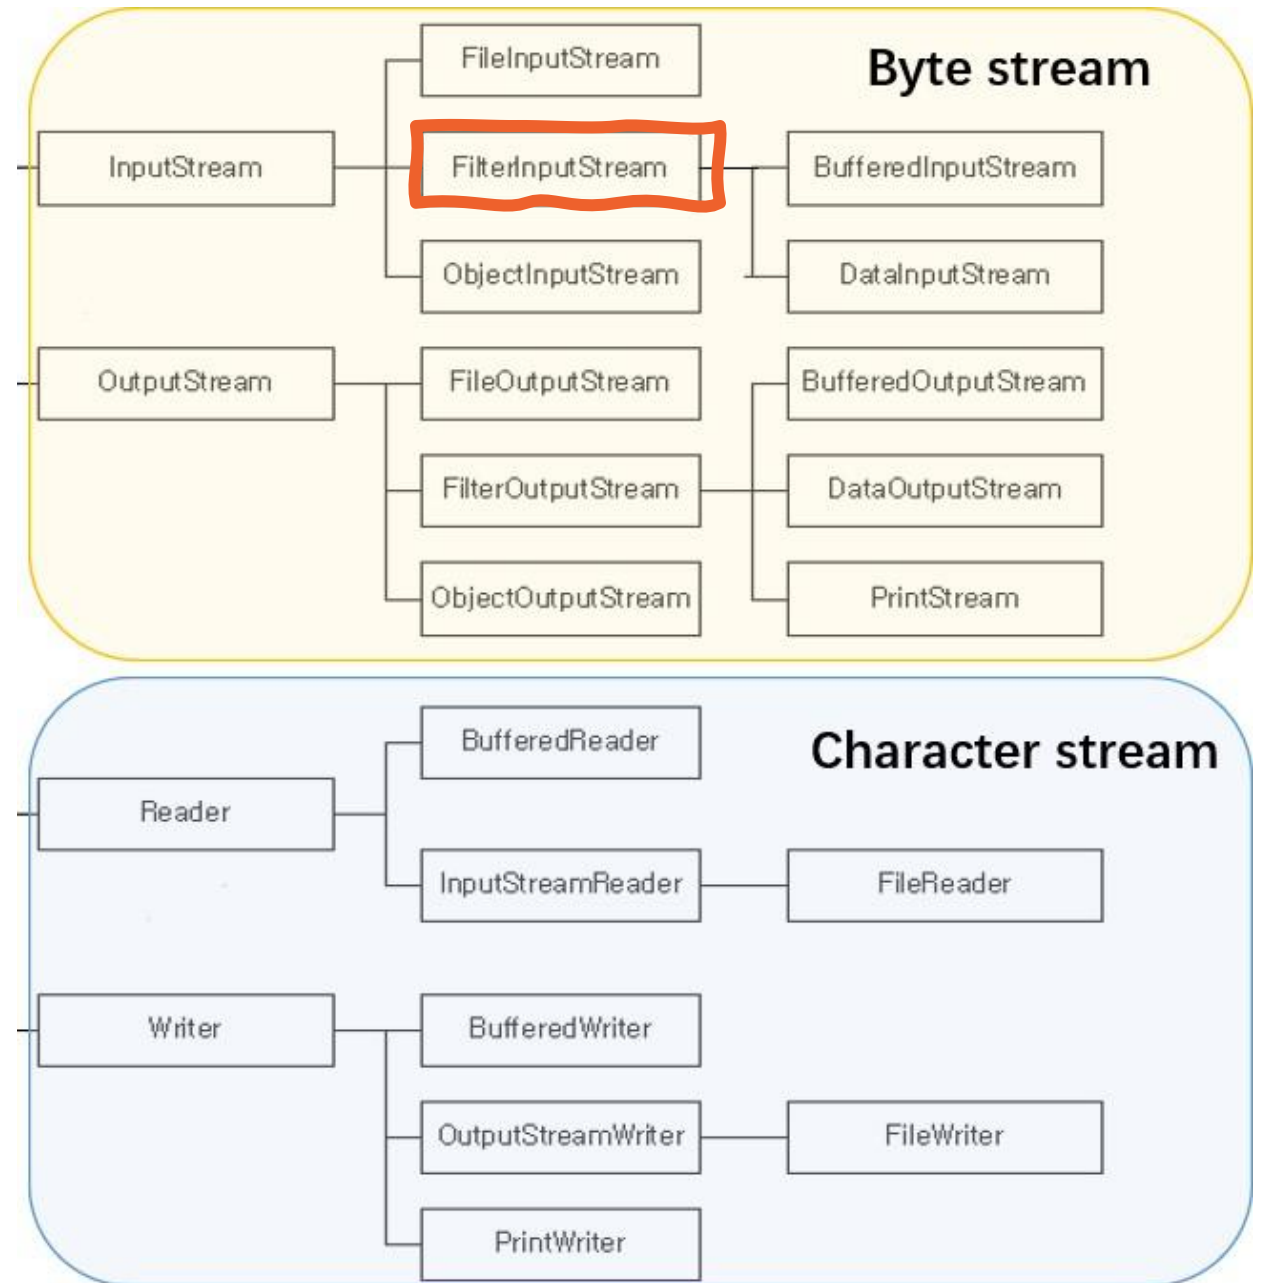 FileInputStream
Byte stream
InputStream
FilterInputStream
BufferedInputStream
ObjectInputStream
DataInputStream
OutputStream
FileOutputStream
BufferedOutputStream
FilterOutputStream
DataOutputStream
ObjectOutputStream
PrintStream
BufferedReader
Character stream
Reader
InputStreamReader
FileReader
Writer
BufferedWriter
OutputStreamWriter
FileWriter
PrintWriter